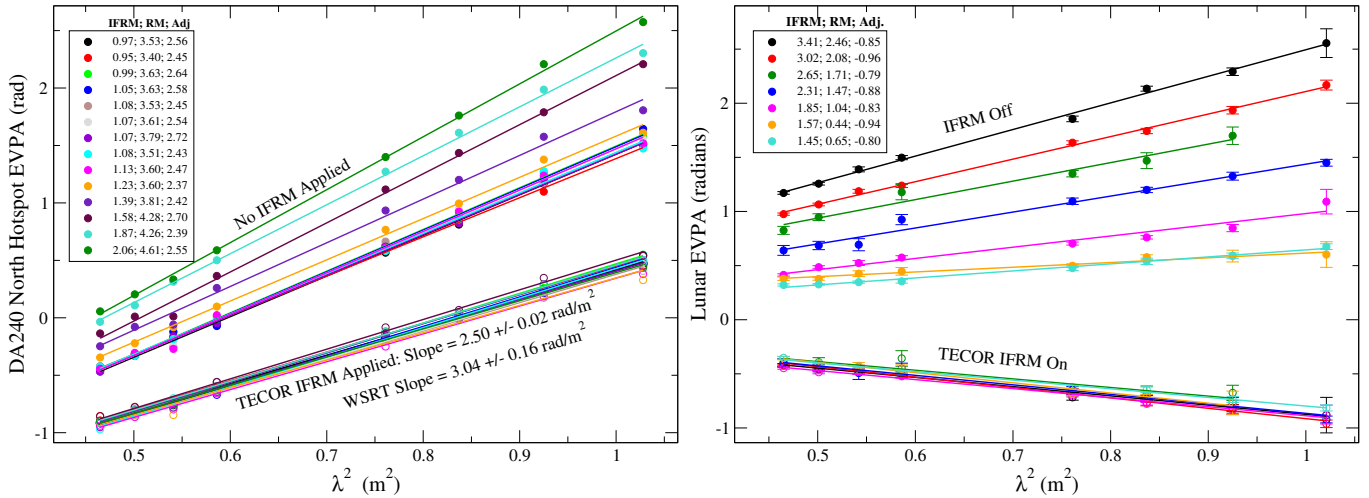 IFRM; RM; Adj
0.97; 3.53; 2.56
0.95; 3.40; 2.45
0.99; 3.63; 2.64
1.05; 3.63; 2.58
1.08; 3.53; 2.45
1.07; 3.61; 2.54
1.07; 3.79; 2.72
1.08; 3.51; 2.43
1.13; 3.60; 2.47
1.23; 3.60; 2.37
1.39; 3.81; 2.42
1.58; 4.28; 2.70
1.87; 4.26; 2.39
2.06; 4.61; 2.55
No IFRM Applied
TECOR IFRM Applied: Slope = 2.50 +/- 0.02 rad/m²
WSRT Slope = 3.04 +/- 0.16 rad/m²
DA240 North Hotspot EVPA (rad)
2
1
0
-1
0.5 0.6 0.7 0.8 0.9 1
λ² (m²)
IFRM; RM; Adj.
3.41; 2.46; -0.85
3.02; 2.08; -0.96
2.65; 1.71; -0.79
2.31; 1.47; -0.88
1.85; 1.04; -0.83
1.57; 0.44; -0.94
1.45; 0.65; -0.80
IFRM Off
TECOR IFRM On
Lunar EVPA (radians)
2
1
0
-1
0.5 0.6 0.7 0.8 0.9 1
λ² (m²)